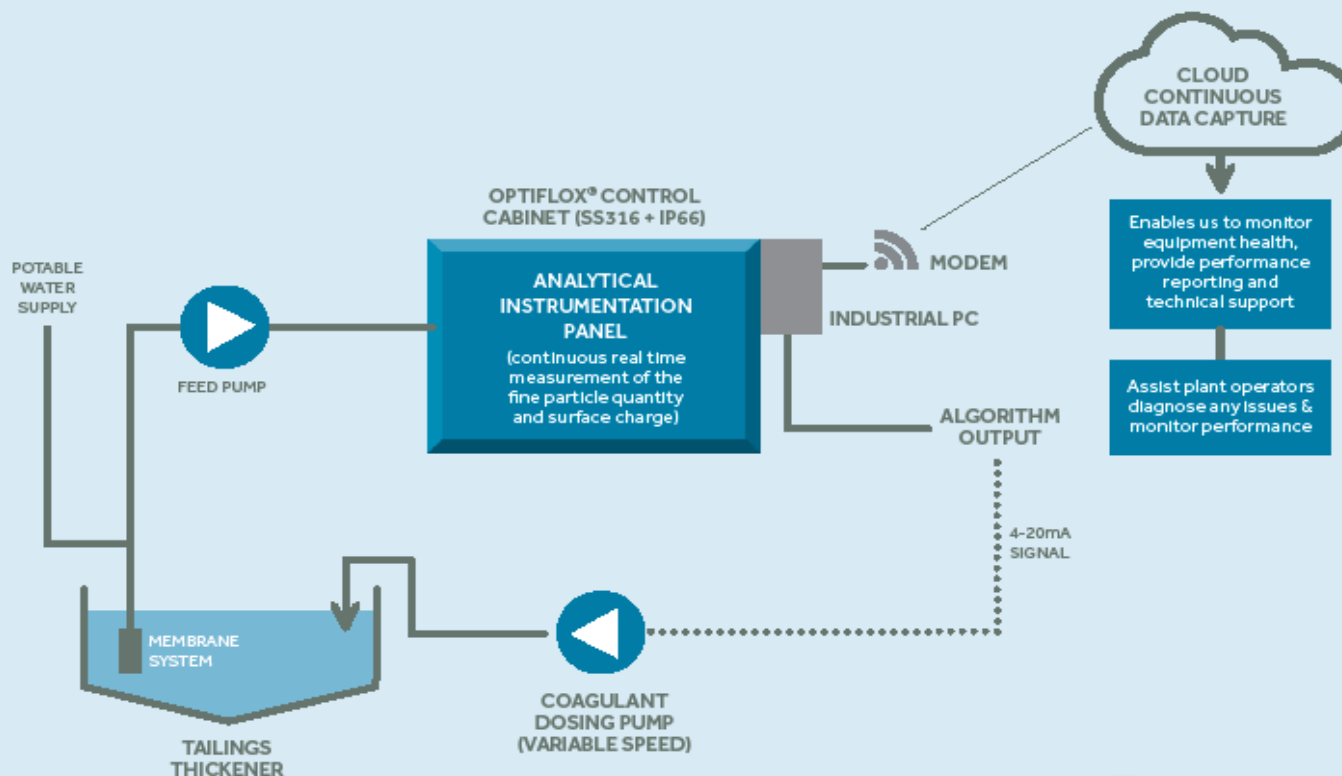 CLOUD
CONTINUOUS
DATA CAPTURE
OPTIFLOX® CONTROL
CABINET (SS316 + IP66)
Enables us to monitor
equipment health,
provide performance
reporting and
technical support
POTABLE
WATER
SUPPLY
ANALYTICAL
INSTRUMENTATION
PANEL
(continuous real time
measurement of the
fine particle quantity
and surface charge)
MODEM
INDUSTRIAL PC
FEED PUMP
Assist plant operators
diagnose any issues &
monitor performance
ALGORITHM
OUTPUT
4-20mA
SIGNAL
MEMBRANE
SYSTEM
COAGULANT
DOSING PUMP
(VARIABLE SPEED)
TAILINGS
THICKENER